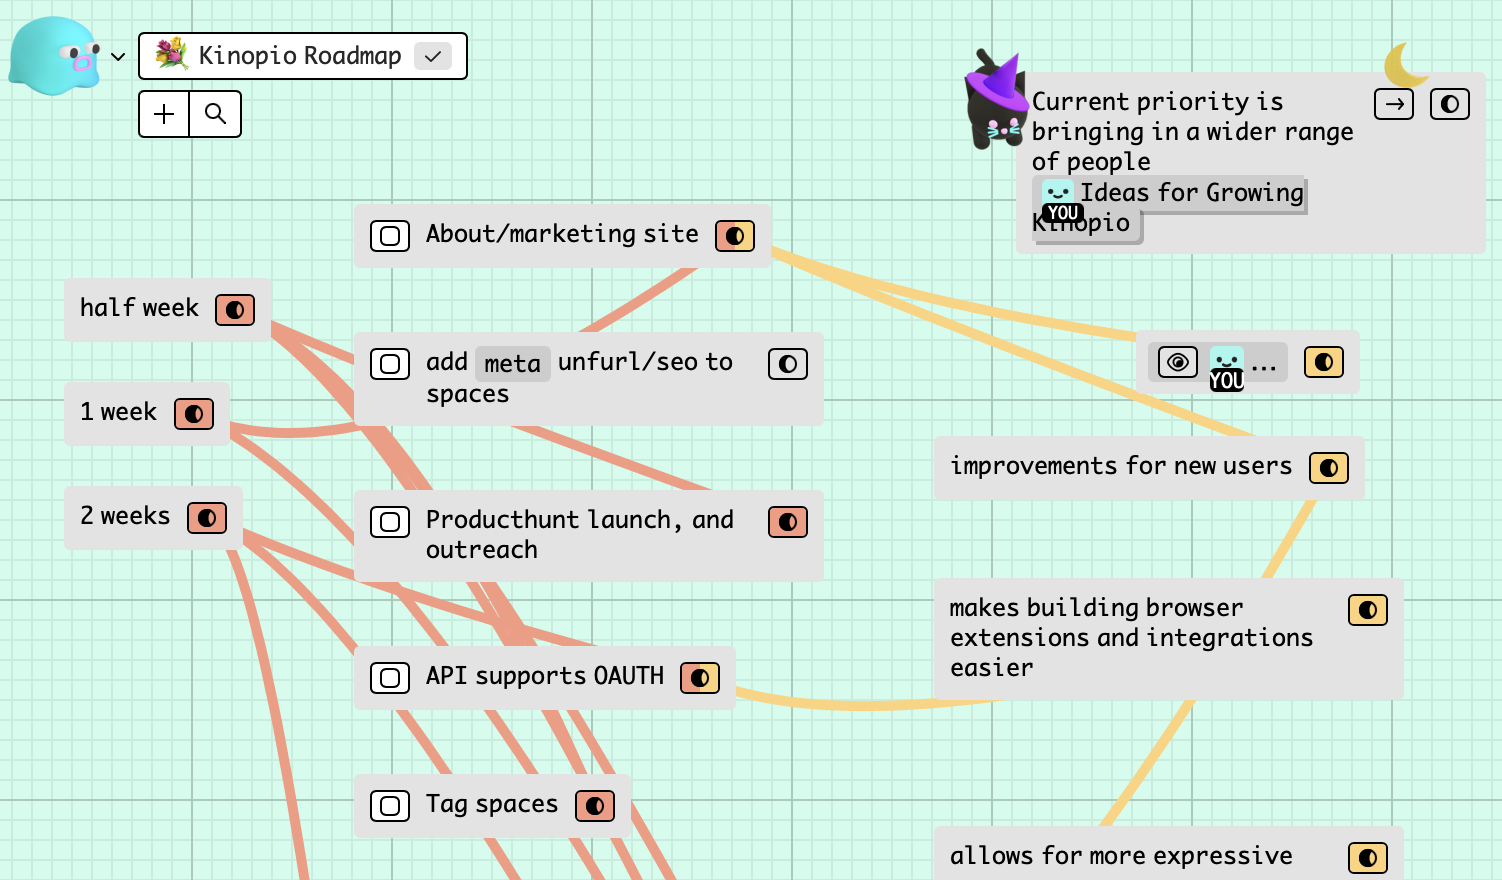 Kinopio Roadmap
Current priority is
bringing in a wider range
of people
Ideas for Growing
YOU
Kinopio
About/marketing site
half week
add meta unfurl/seo to
spaces
YOU ...
1 week
improvements for new users
2 weeks
Producthunt launch, and
outreach
makes building browser
extensions and integrations
easier
API supports OAUTH
Tag spaces
allows for more expressive